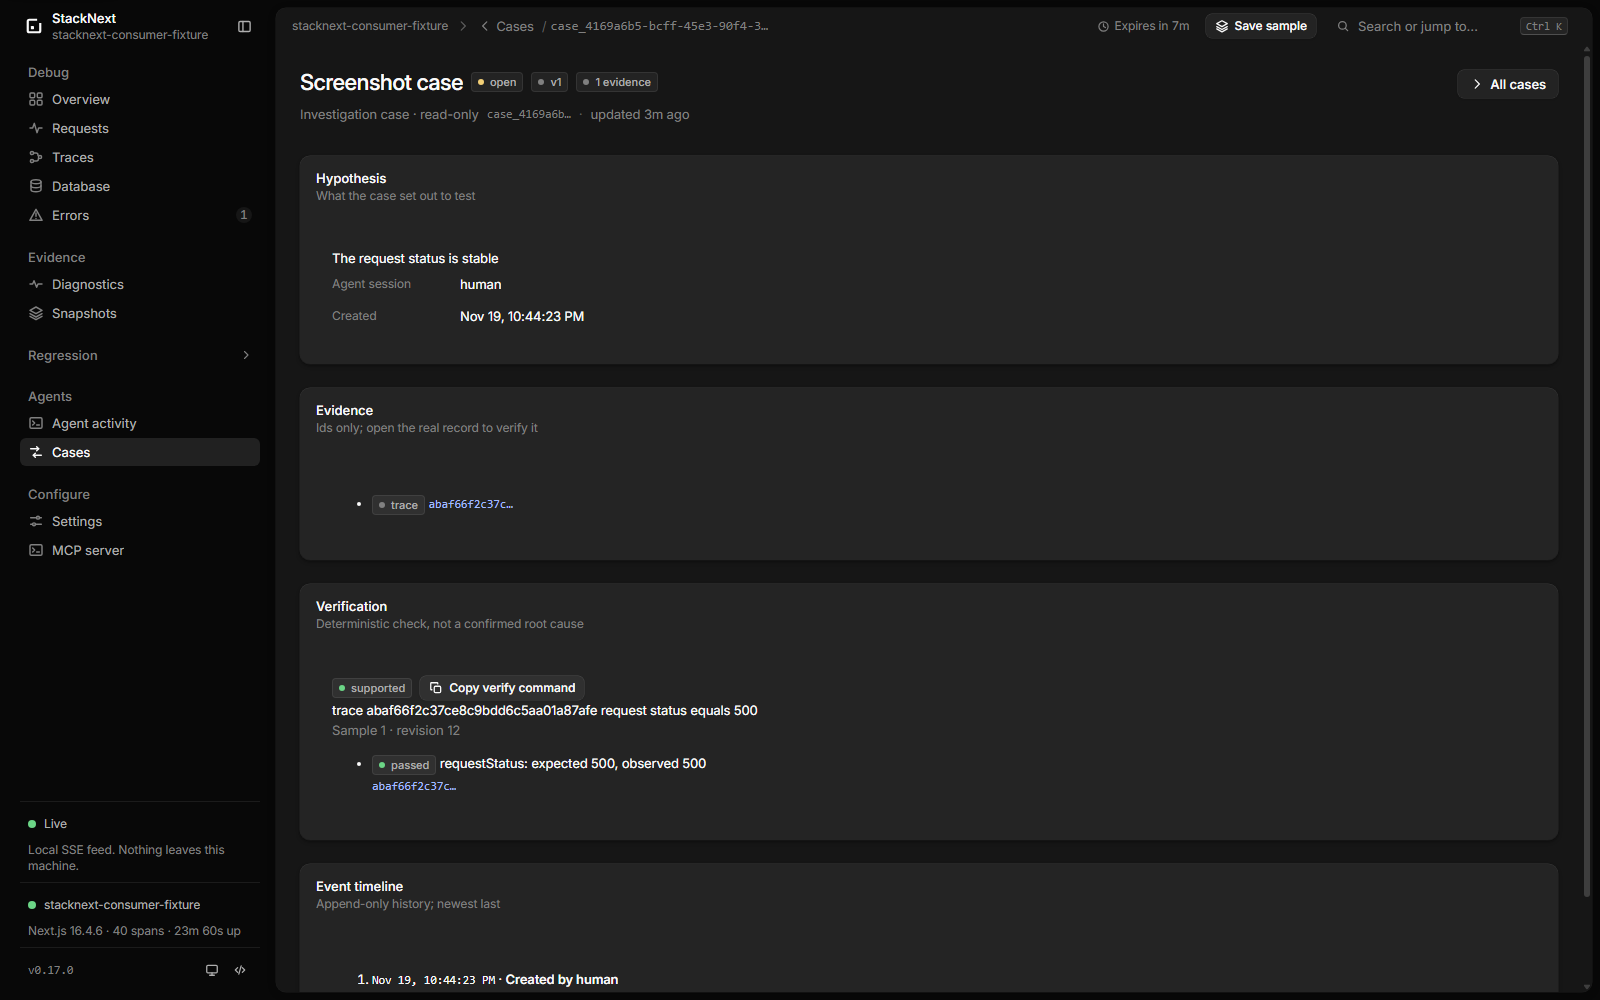 StackNext
stacknext-consumer-fixture
Debug
Overview
Requests
Traces
Database
Errors 1
Evidence
Diagnostics
Snapshots
Regression
Agents
Agent activity
Cases
Configure
Settings
MCP server
Live
Local SSE feed. Nothing leaves this
machine.
stacknext-consumer-fixture
Next.js 16.4.6 · 40 spans · 23m 60s up
v0.17.0
stacknext-consumer-fixture Cases / case_4169a6b5-bcff-45e3-90f4-3…
Expires in 7m Save sample Search or jump to… Ctrl K
Screenshot case open v1 1 evidence
All cases
Investigation case · read-only case_4169a6b… · updated 3m ago
Hypothesis
What the case set out to test
The request status is stable
Agent session human
Created Nov 19, 10:44:23 PM
Evidence
Ids only; open the real record to verify it
• trace abaf66f2c37c…
Verification
Deterministic check, not a confirmed root cause
supported Copy verify command
trace abaf66f2c37ce8c9bdd6c5aa01a87afe request status equals 500
Sample 1 · revision 12
• passed requestStatus: expected 500, observed 500
abaf66f2c37c…
Event timeline
Append-only history; newest last
1. Nov 19, 10:44:23 PM · Created by human